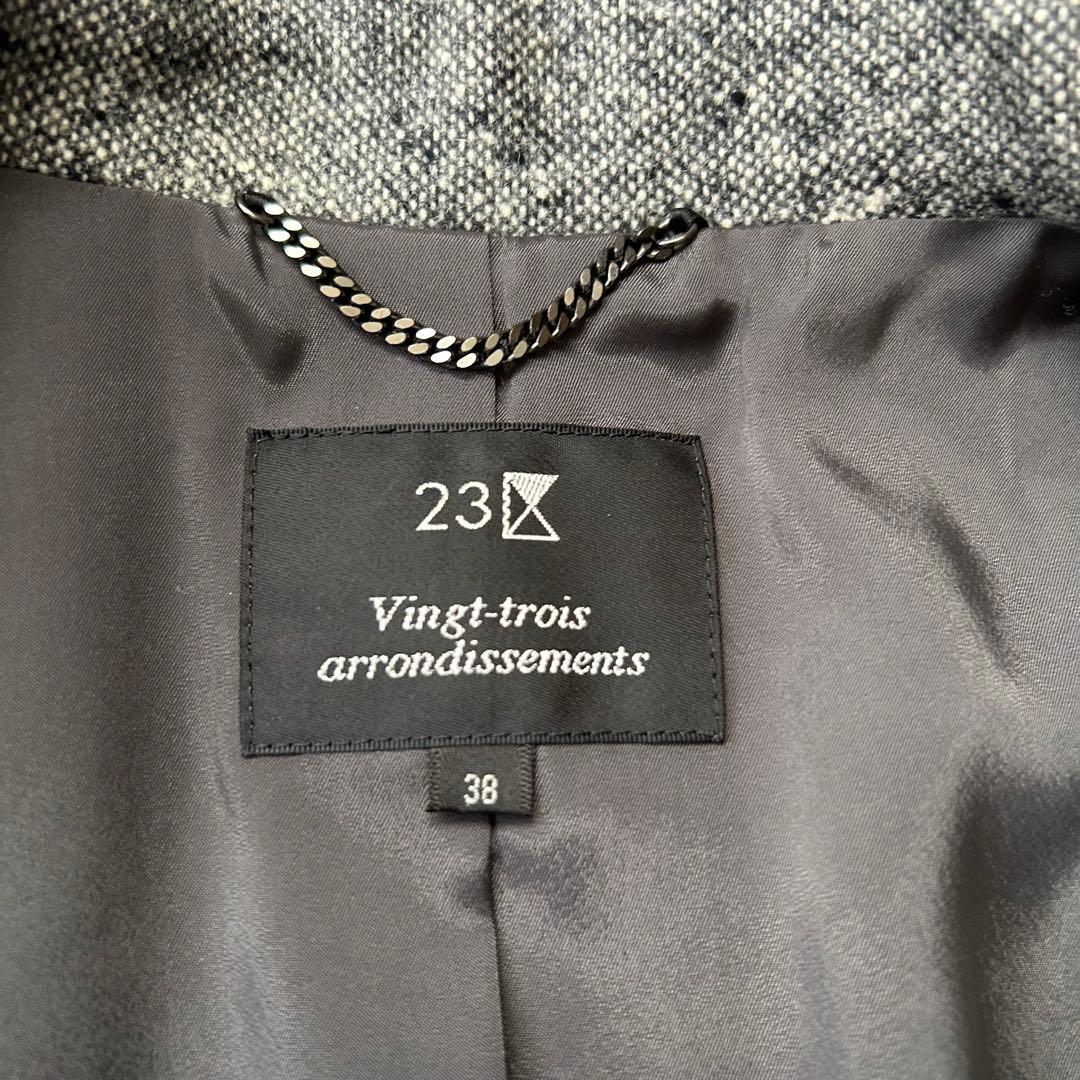 23
Vingt-trois
arrondissements
38